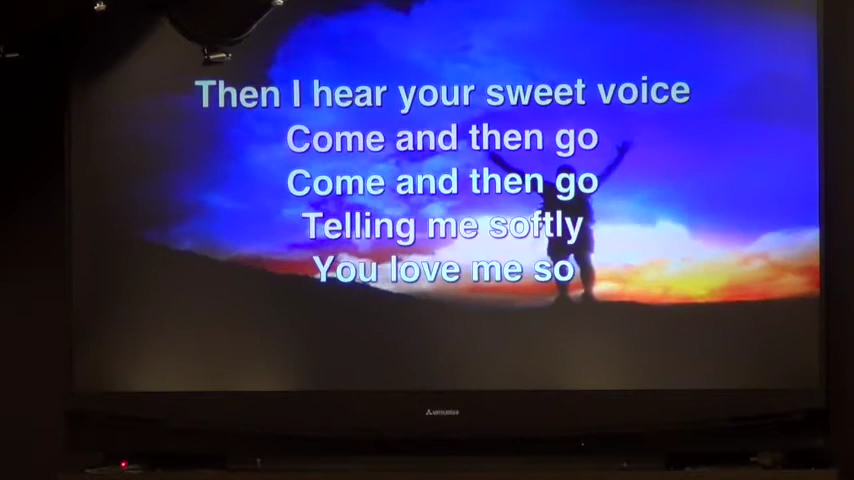 Then I hear your sweet voice
Come and then go
Come and then go
Telling me softly
You love me so
MITSUBISHI